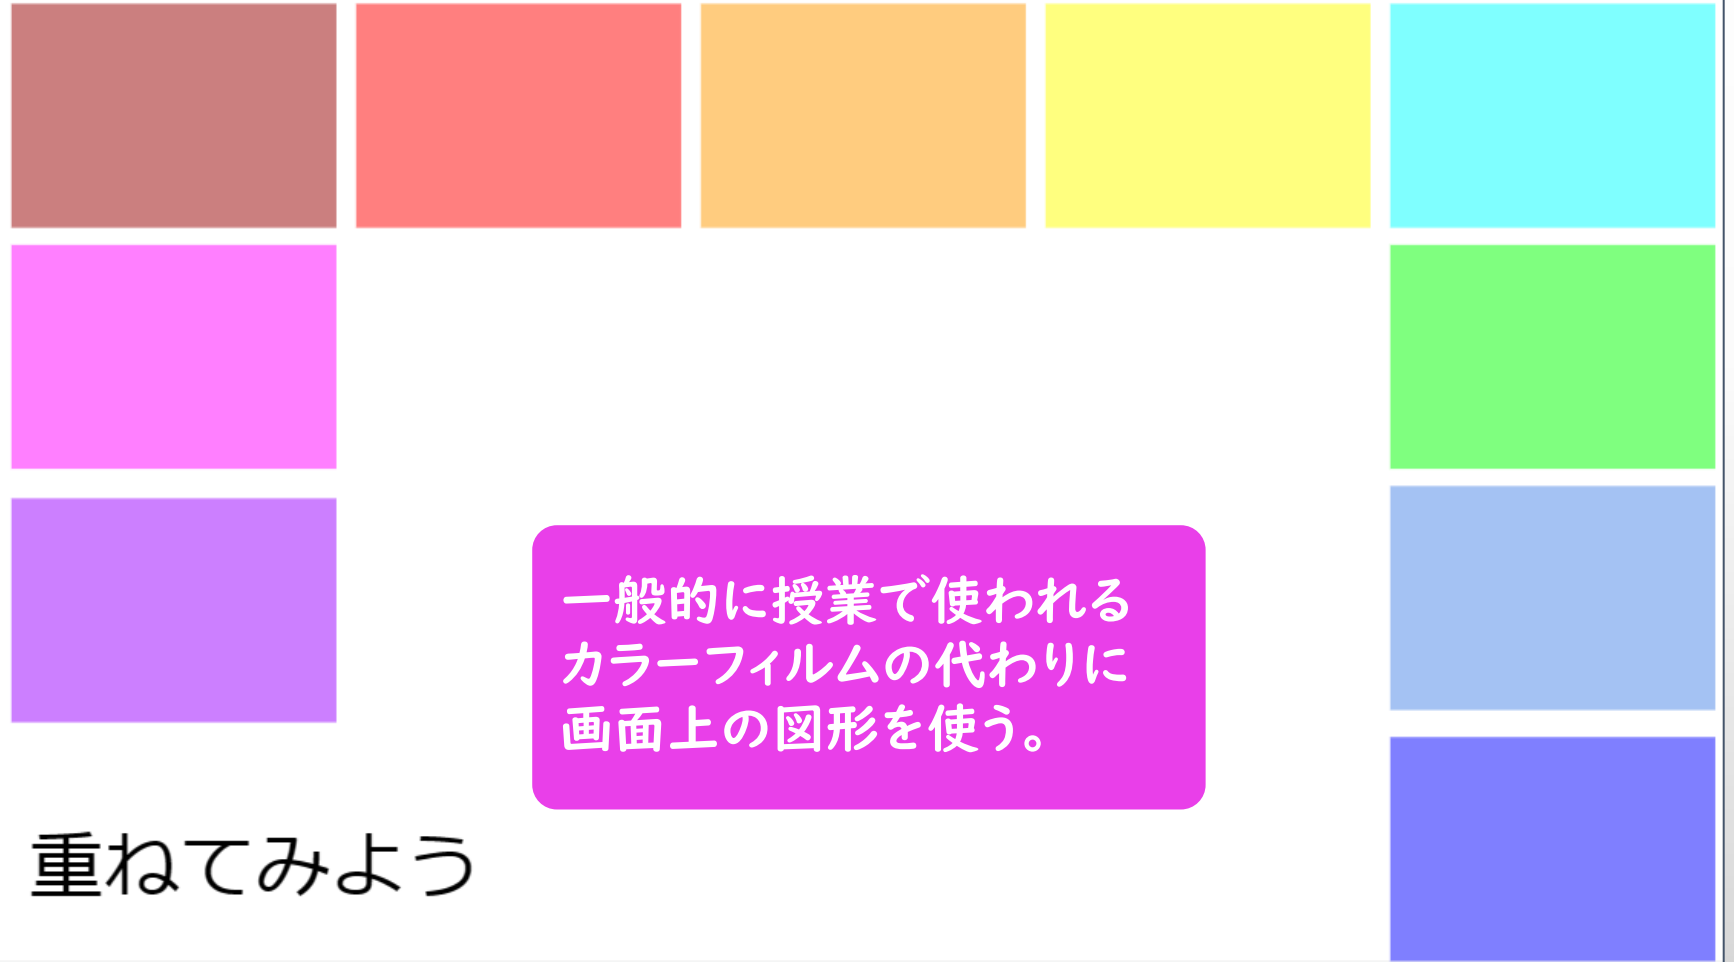 一般的に授業で使われる
カラーフィルムの代わりに
画面上の図形を使う。
重ねてみよう